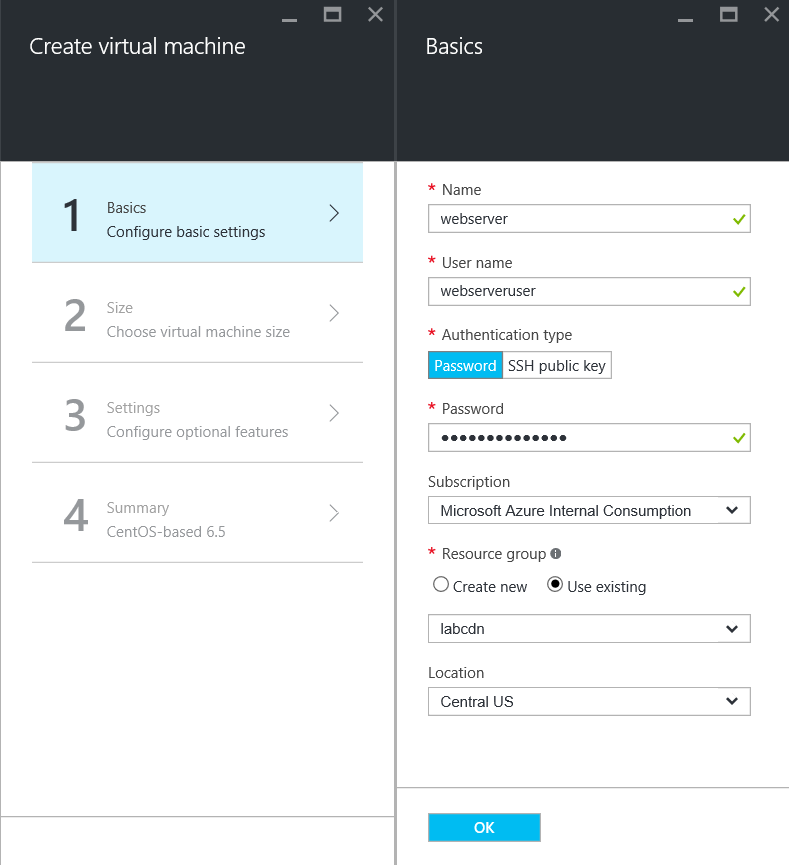 Create virtual machine
1
Basics
Configure basic settings
2
Size
Choose virtual machine size
3
Settings
Configure optional features
4
Summary
CentOS-based 6.5
Basics
* Name
webserver
* User name
webserveruser
* Authentication type
Password SSH public key
* Password
••••••••••••••
Subscription
Microsoft Azure Internal Consumption
* Resource group
Create new Use existing
labcdn
Location
Central US
OK